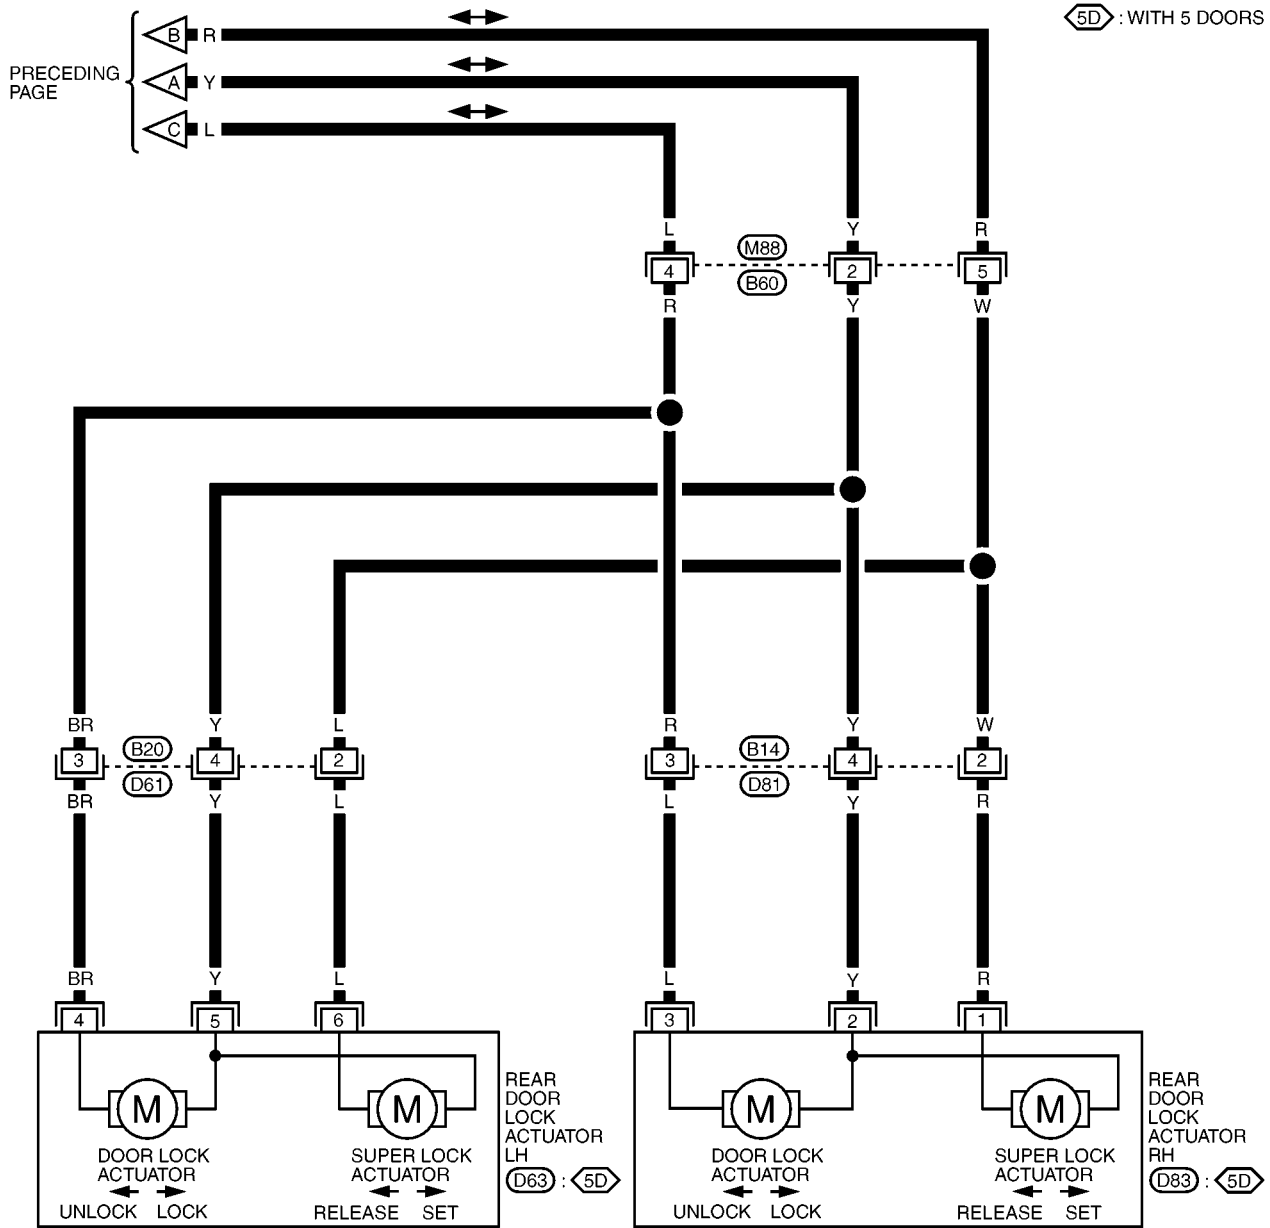 5D : WITH 5 DOORS
PRECEDING
PAGE
B R
A Y
C L
L Y R
M88
4 2 5
B60
R Y W
BR Y L R Y W
B20 B14
3 4 2 3 4 2
D61 D81
BR Y L L Y R
BR Y L L Y R
4 5 6 3 2 1
M M M M
DOOR LOCK
ACTUATOR
UNLOCK LOCK
SUPER LOCK
ACTUATOR
RELEASE SET
REAR
DOOR
LOCK
ACTUATOR
LH
D63 : 5D
DOOR LOCK
ACTUATOR
UNLOCK LOCK
SUPER LOCK
ACTUATOR
RELEASE SET
REAR
DOOR
LOCK
ACTUATOR
RH
D83 : 5D